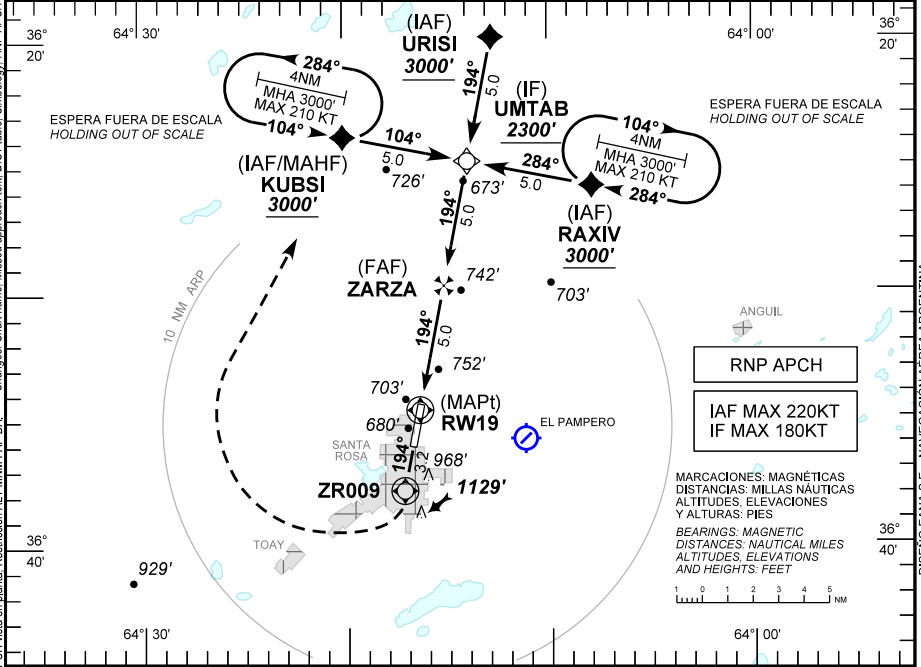 64° 30'
64° 00'
36°
20'
36°
20'
(IAF)
URISI
3000'
194°
5.0
(IF)
UMTAB
2300'
284°
4NM
MHA 3000'
MAX 210 KT
104°
ESPERA FUERA DE ESCALA
HOLDING OUT OF SCALE
104°
5.0
(IAF/MAHF)
KUBSI
3000'
726'
673'
104°
4NM
MHA 3000'
MAX 210 KT
284°
ESPERA FUERA DE ESCALA
HOLDING OUT OF SCALE
284°
5.0
(IAF)
RAXIV
3000'
194°
5.0
(FAF)
ZARZA
742'
703'
10 NM ARP
194°
5.0
752'
703'
(MAPt)
RW19
680'
EL PAMPERO
ANGUIL
SANTA
ROSA
194°
3.2
968'
ZR009
1129'
TOAY
929'
RNP APCH
IAF MAX 220KT
IF MAX 180KT
MARCACIONES: MAGNÉTICAS
DISTANCIAS: MILLAS NÁUTICAS
ALTITUDES, ELEVACIONES
Y ALTURAS: PIES
BEARINGS: MAGNETIC
DISTANCES: NAUTICAL MILES
ALTITUDES, ELEVATIONS
AND HEIGHTS: FEET
1 0 1 2 3 4 5 NM
36°
40'
36°
40'
64° 30'
64° 00'